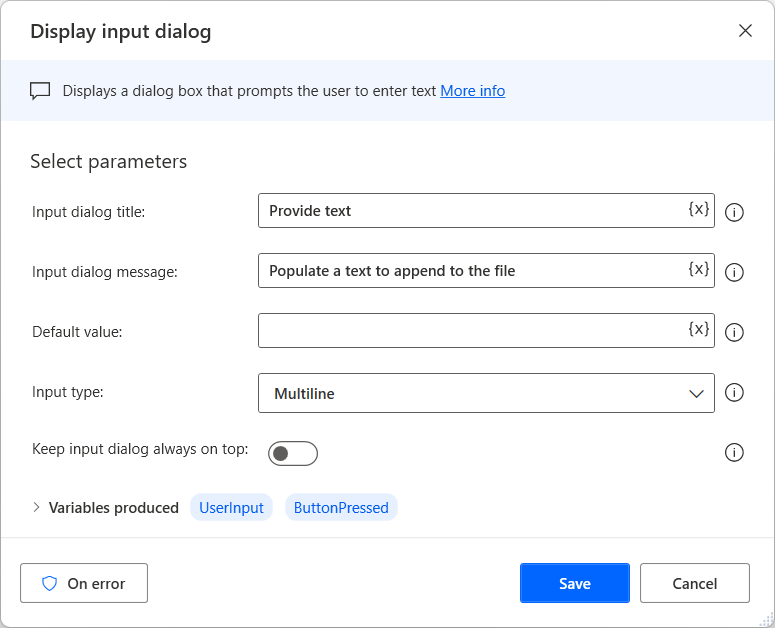 Display input dialog
Displays a dialog box that prompts the user to enter text More info
Select parameters
Input dialog title: Provide text {x}
Input dialog message: Populate a text to append to the file {x}
Default value: {x}
Input type: Multiline
Keep input dialog always on top:
Variables produced UserInput ButtonPressed
On error Save Cancel